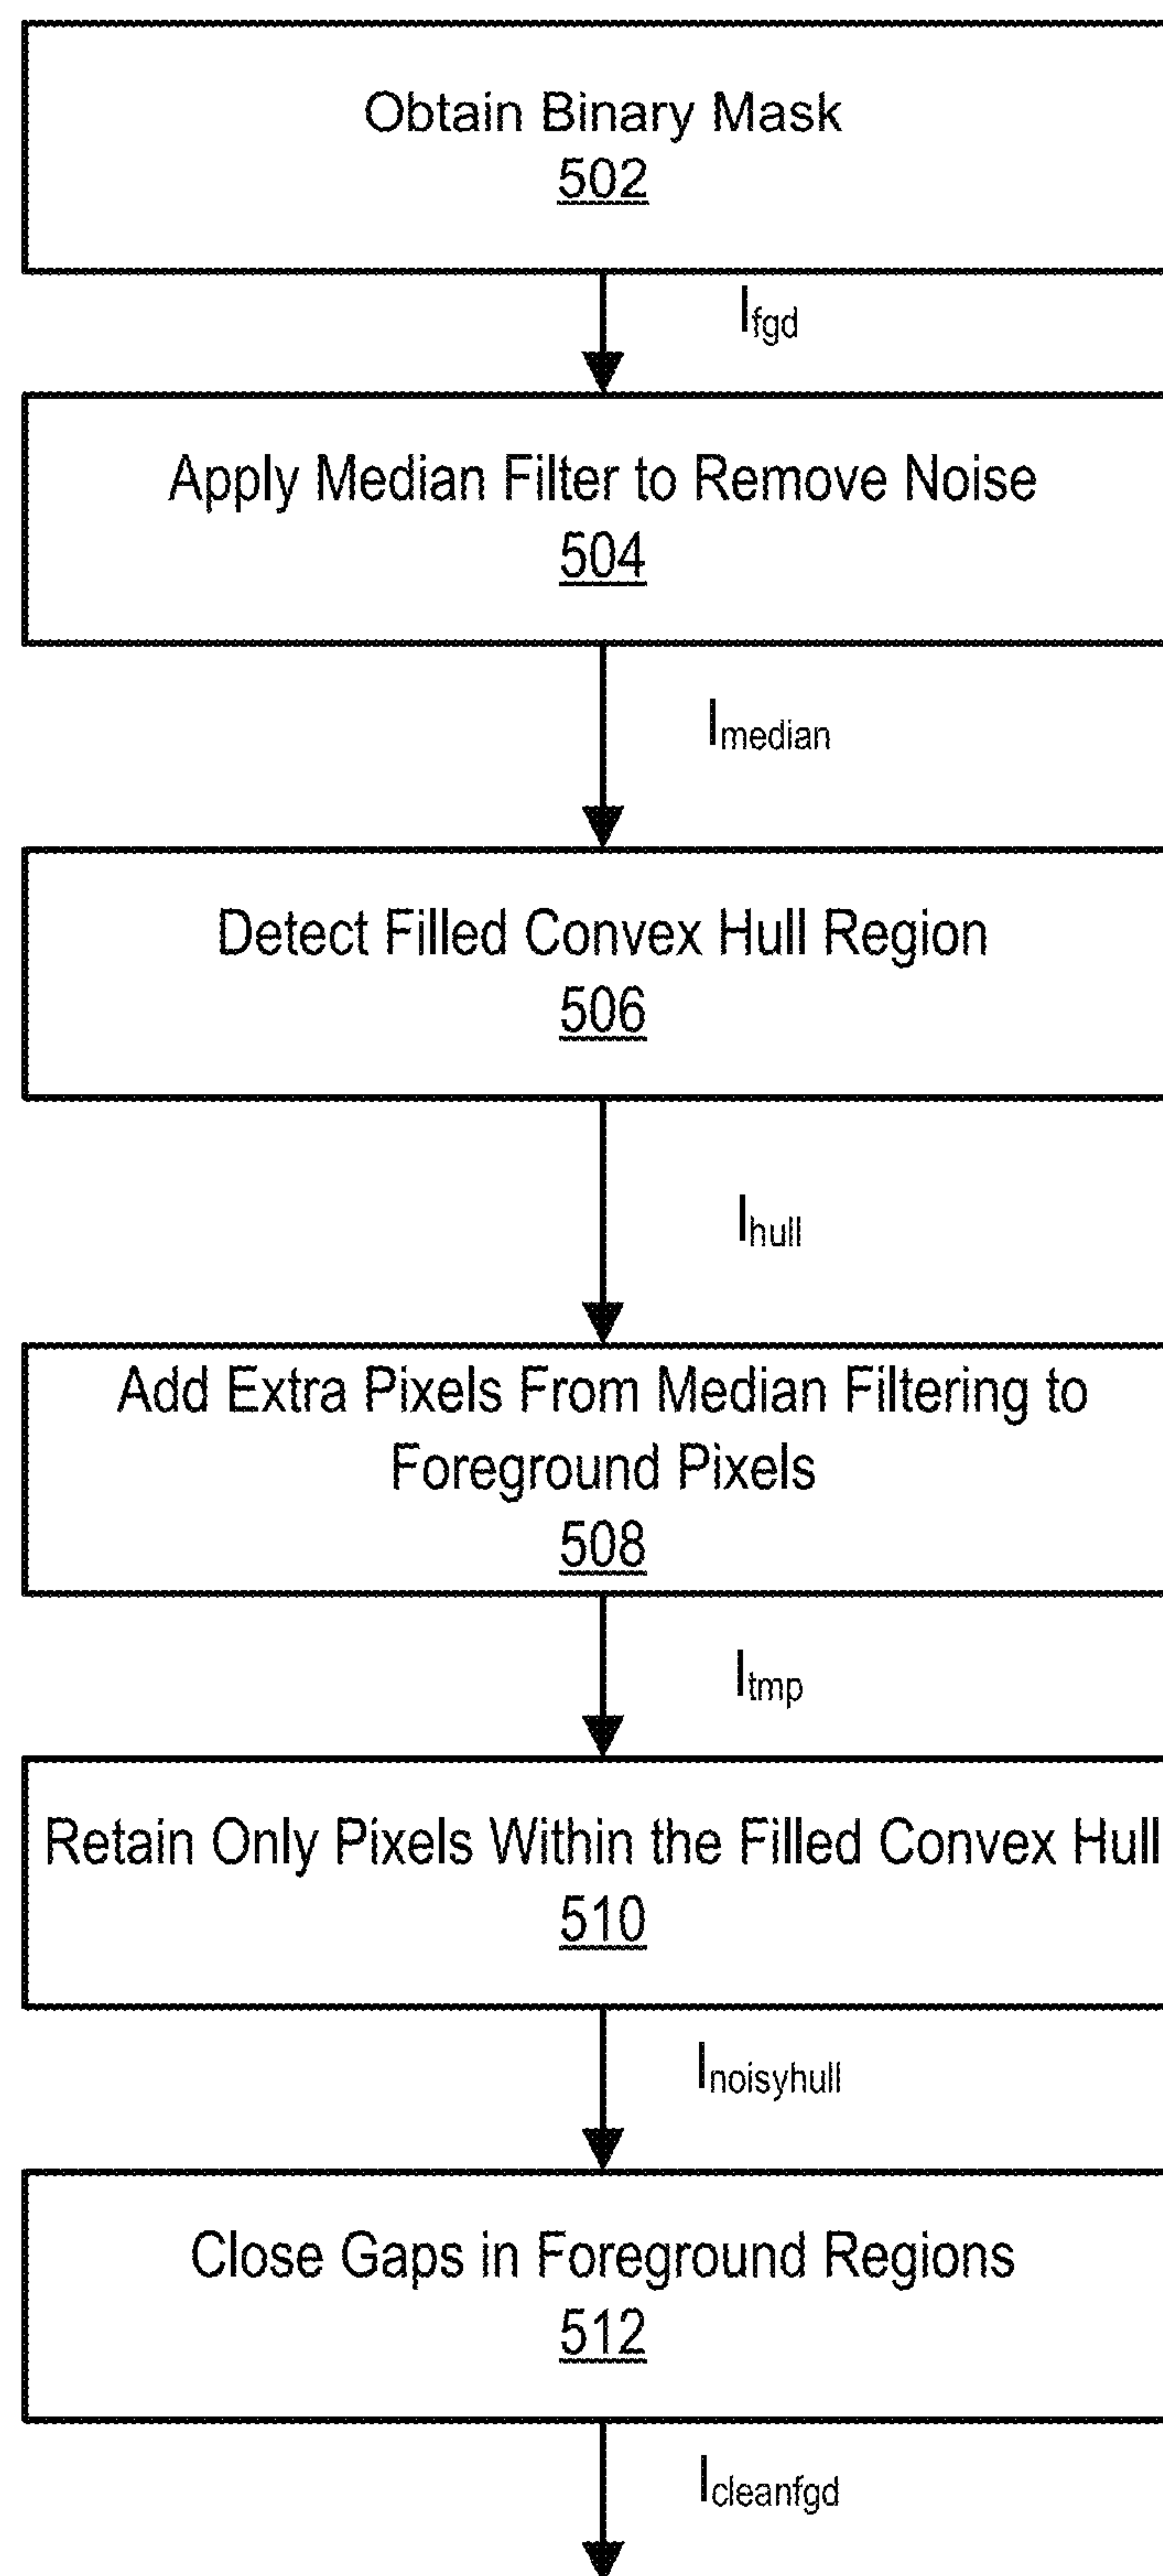 Obtain Binary Mask
502
Ifgd
Apply Median Filter to Remove Noise
504
Imedian
Detect Filled Convex Hull Region
506
Ihull
Add Extra Pixels From Median Filtering to
Foreground Pixels
508
Itmp
Retain Only Pixels Within the Filled Convex Hull
510
Inoisyhull
Close Gaps in Foreground Regions
512
Icleanfgd